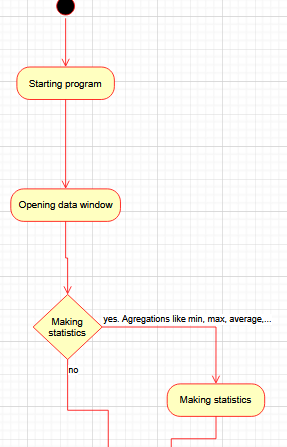 Starting program
Opening data window
Making
statistics
yes. Agregations like min, max, average,...
no
Making statistics